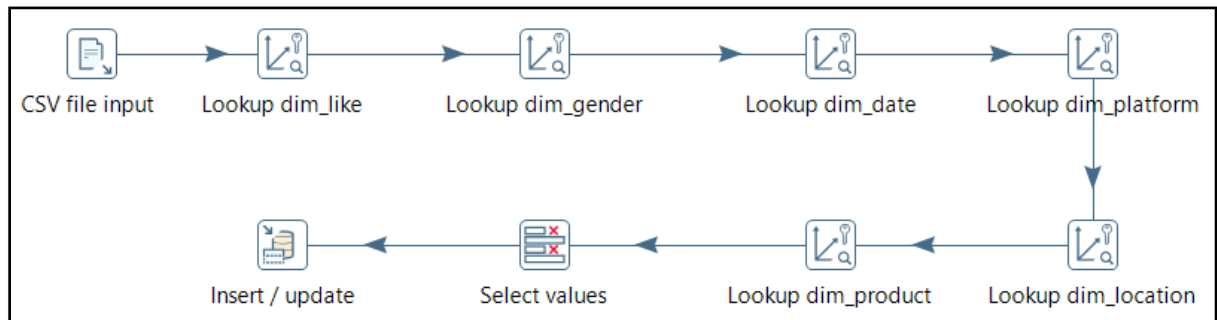 CSV file input
Lookup dim_like
Lookup dim_gender
Lookup dim_date
Lookup dim_platform
Insert / update
Select values
Lookup dim_product
Lookup dim_location